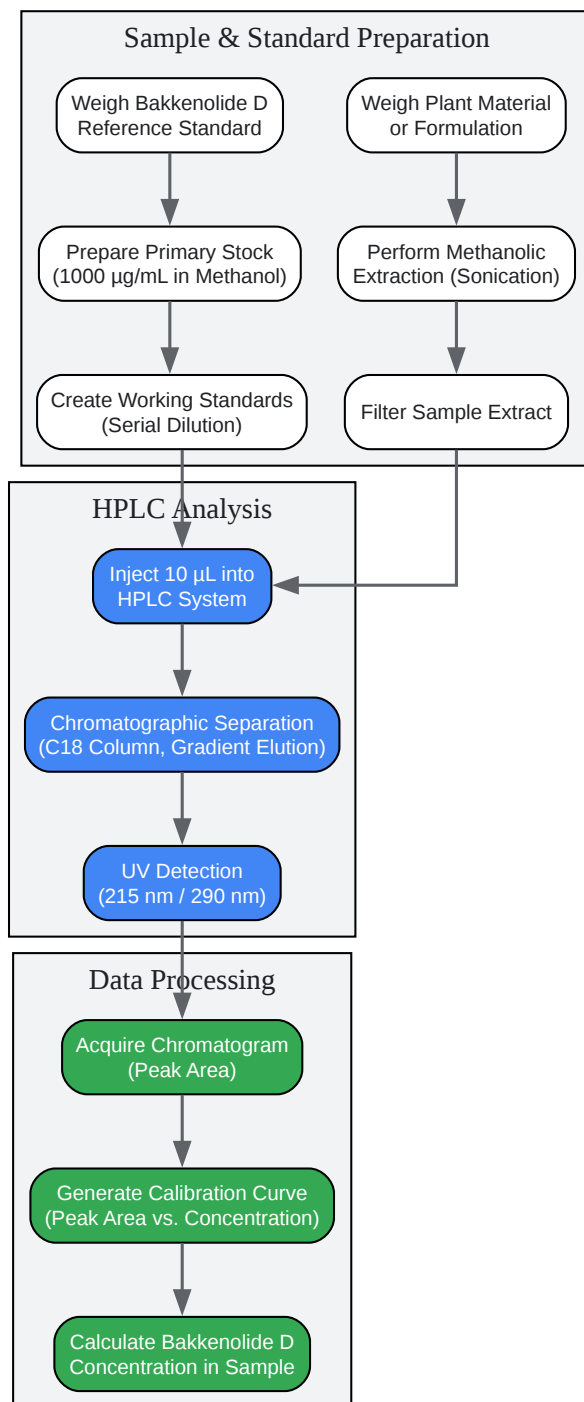 Sample & Standard Preparation
Weigh Bakkenolide D
Reference Standard
Weigh Plant Material
or Formulation
Prepare Primary Stock
(1000 µg/mL in Methanol)
Perform Methanolic
Extraction (Sonication)
Create Working Standards
(Serial Dilution)
Filter Sample Extract
HPLC Analysis
Inject 10 µL into
HPLC System
Chromatographic Separation
(C18 Column, Gradient Elution)
UV Detection
(215 nm / 290 nm)
Data Processing
Acquire Chromatogram
(Peak Area)
Generate Calibration Curve
(Peak Area vs. Concentration)
Calculate Bakkenolide D
Concentration in Sample